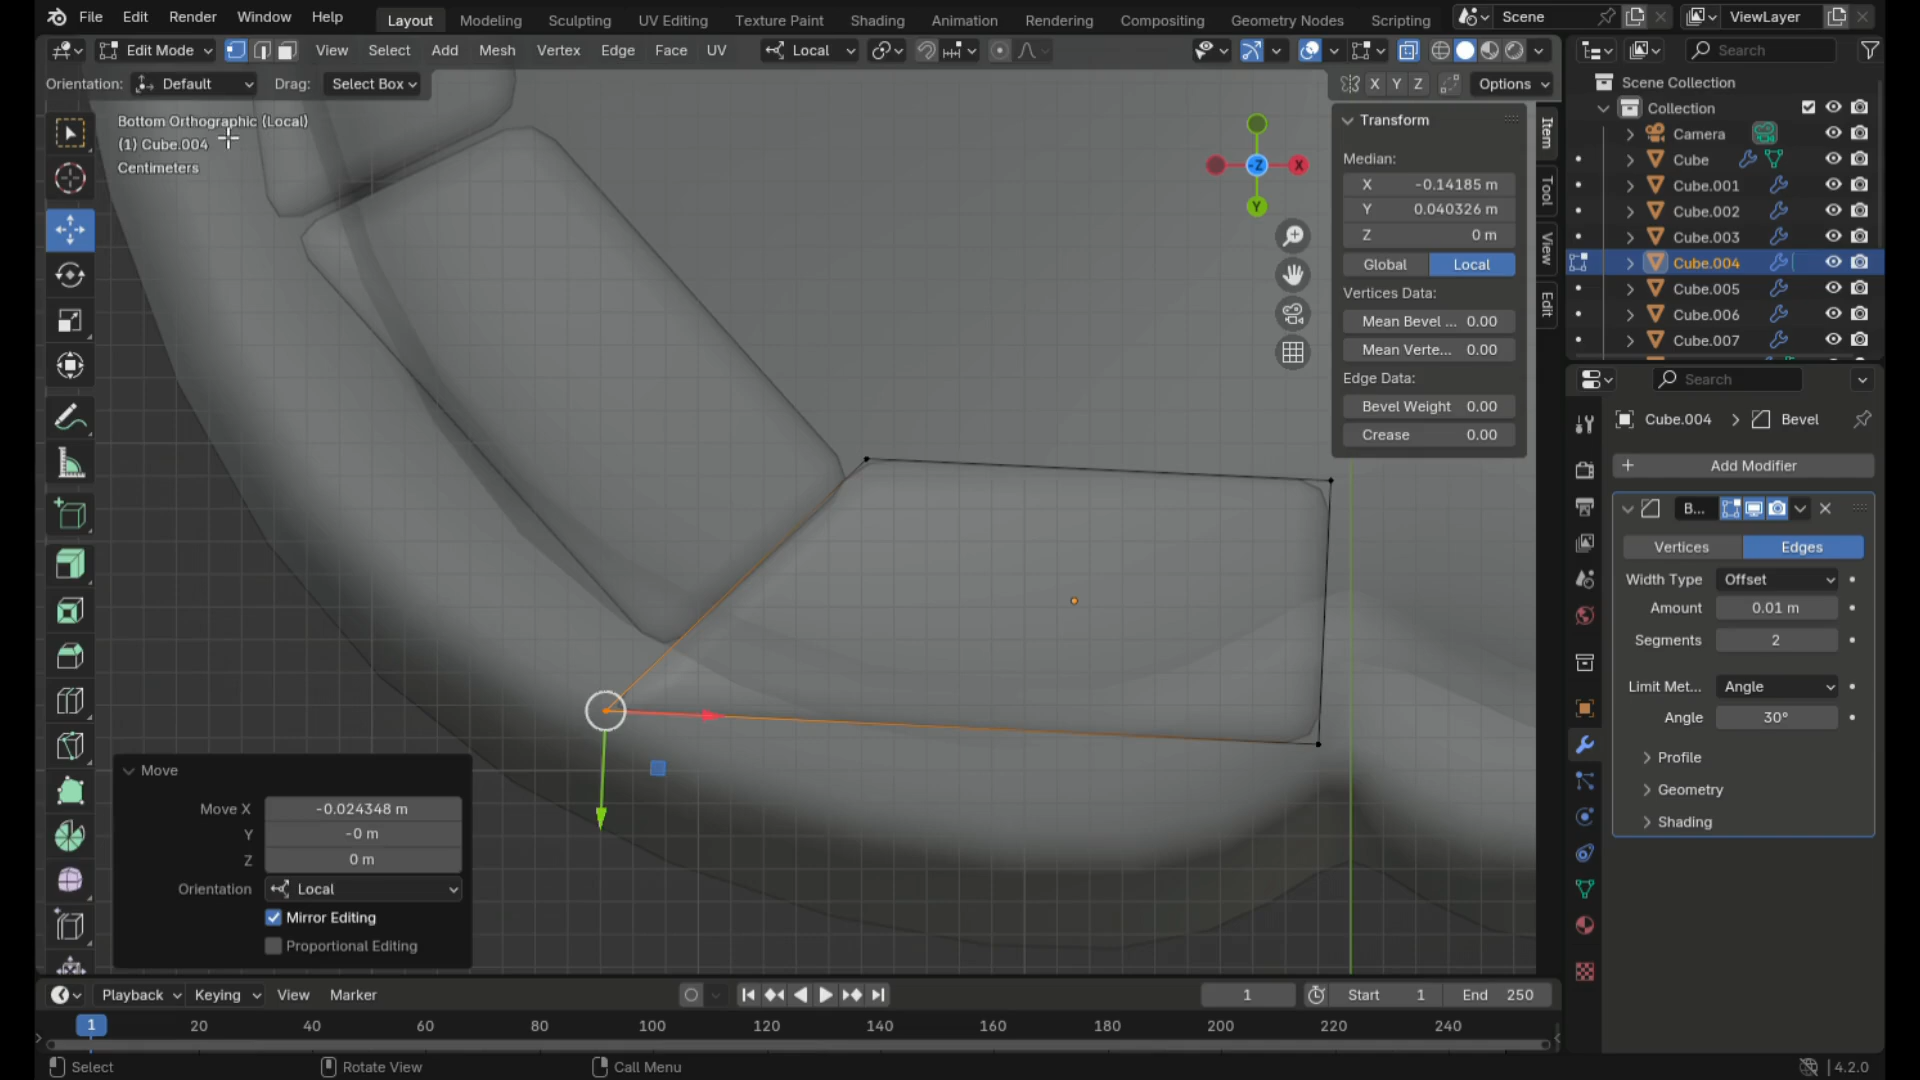 File Edit Render Window Help Layout Modeling Sculpting UV Editing Texture Paint Shading Animation Rendering Compositing Geometry Nodes Scripting Scene ViewLayer
Edit Mode View Select Add Mesh Vertex Edge Face UV Local Search
Orientation: Default Drag: Select Box X Y Z Options
Bottom Orthographic (Local)
(1) Cube.004
Centimeters
-Z
X
Y
Transform
Median:
X -0.14185 m
Y 0.040326 m
Z 0 m
Global Local
Vertices Data:
Mean Bevel ... 0.00
Mean Verte... 0.00
Edge Data:
Bevel Weight 0.00
Crease 0.00
Item
Tool
View
Edit
Scene Collection
Collection
Camera
Cube
Cube.001
Cube.002
Cube.003
Cube.004
Cube.005
Cube.006
Cube.007
Search
Cube.004 > Bevel
+ Add Modifier
B...
Vertices Edges
Width Type Offset
Amount 0.01 m
Segments 2
Limit Met... Angle
Angle 30°
Profile
Geometry
Shading
Move
Move X -0.024348 m
Y -0 m
Z 0 m
Orientation Local
Mirror Editing
Proportional Editing
Playback Keying View Marker 1 Start 1 End 250
1 20 40 60 80 100 120 140 160 180 200 220 240
Select Rotate View Call Menu 4.2.0